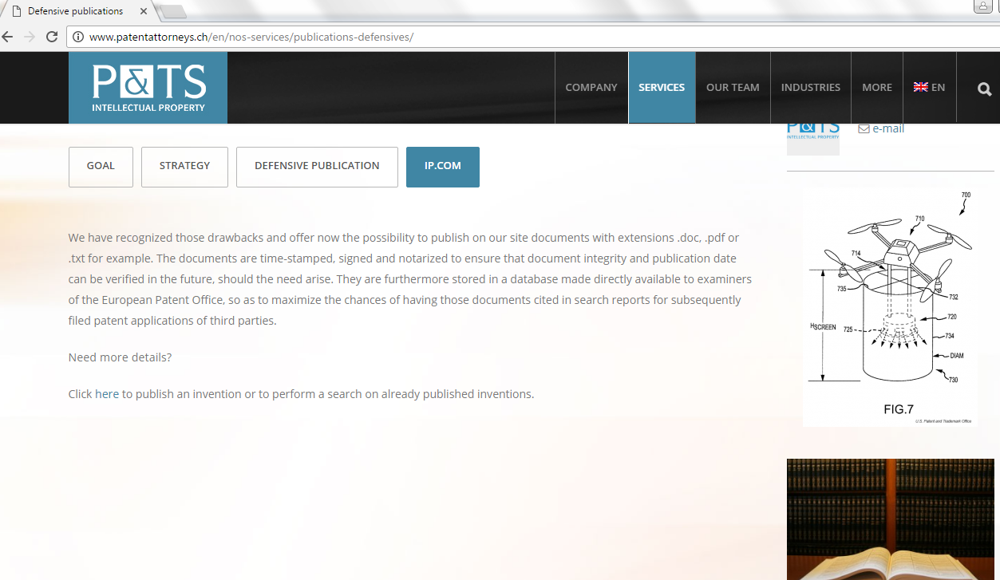 Defensive publications
www.patentattorneys.ch/en/nos-services/publications-defensives/
P&TS
INTELLECTUAL PROPERTY
COMPANY
SERVICES
OUR TEAM
INDUSTRIES
MORE
EN
P&TS
INTELLECTUAL PROPERTY
e-mail
GOAL
STRATEGY
DEFENSIVE PUBLICATION
IP.COM
We have recognized those drawbacks and offer now the possibility to publish on our site documents with extensions .doc, .pdf or
.txt for example. The documents are time-stamped, signed and notarized to ensure that document integrity and publication date
can be verified in the future, should the need arise. They are furthermore stored in a database made directly available to examiners
of the European Patent Office, so as to maximize the chances of having those documents cited in search reports for subsequently
filed patent applications of third parties.
Need more details?
Click here to publish an invention or to perform a search on already published inventions.
700
710
714
735
732
720
HSCREEN
725
734
DIAM
730
FIG.7
U.S. Patent and Trademark Office